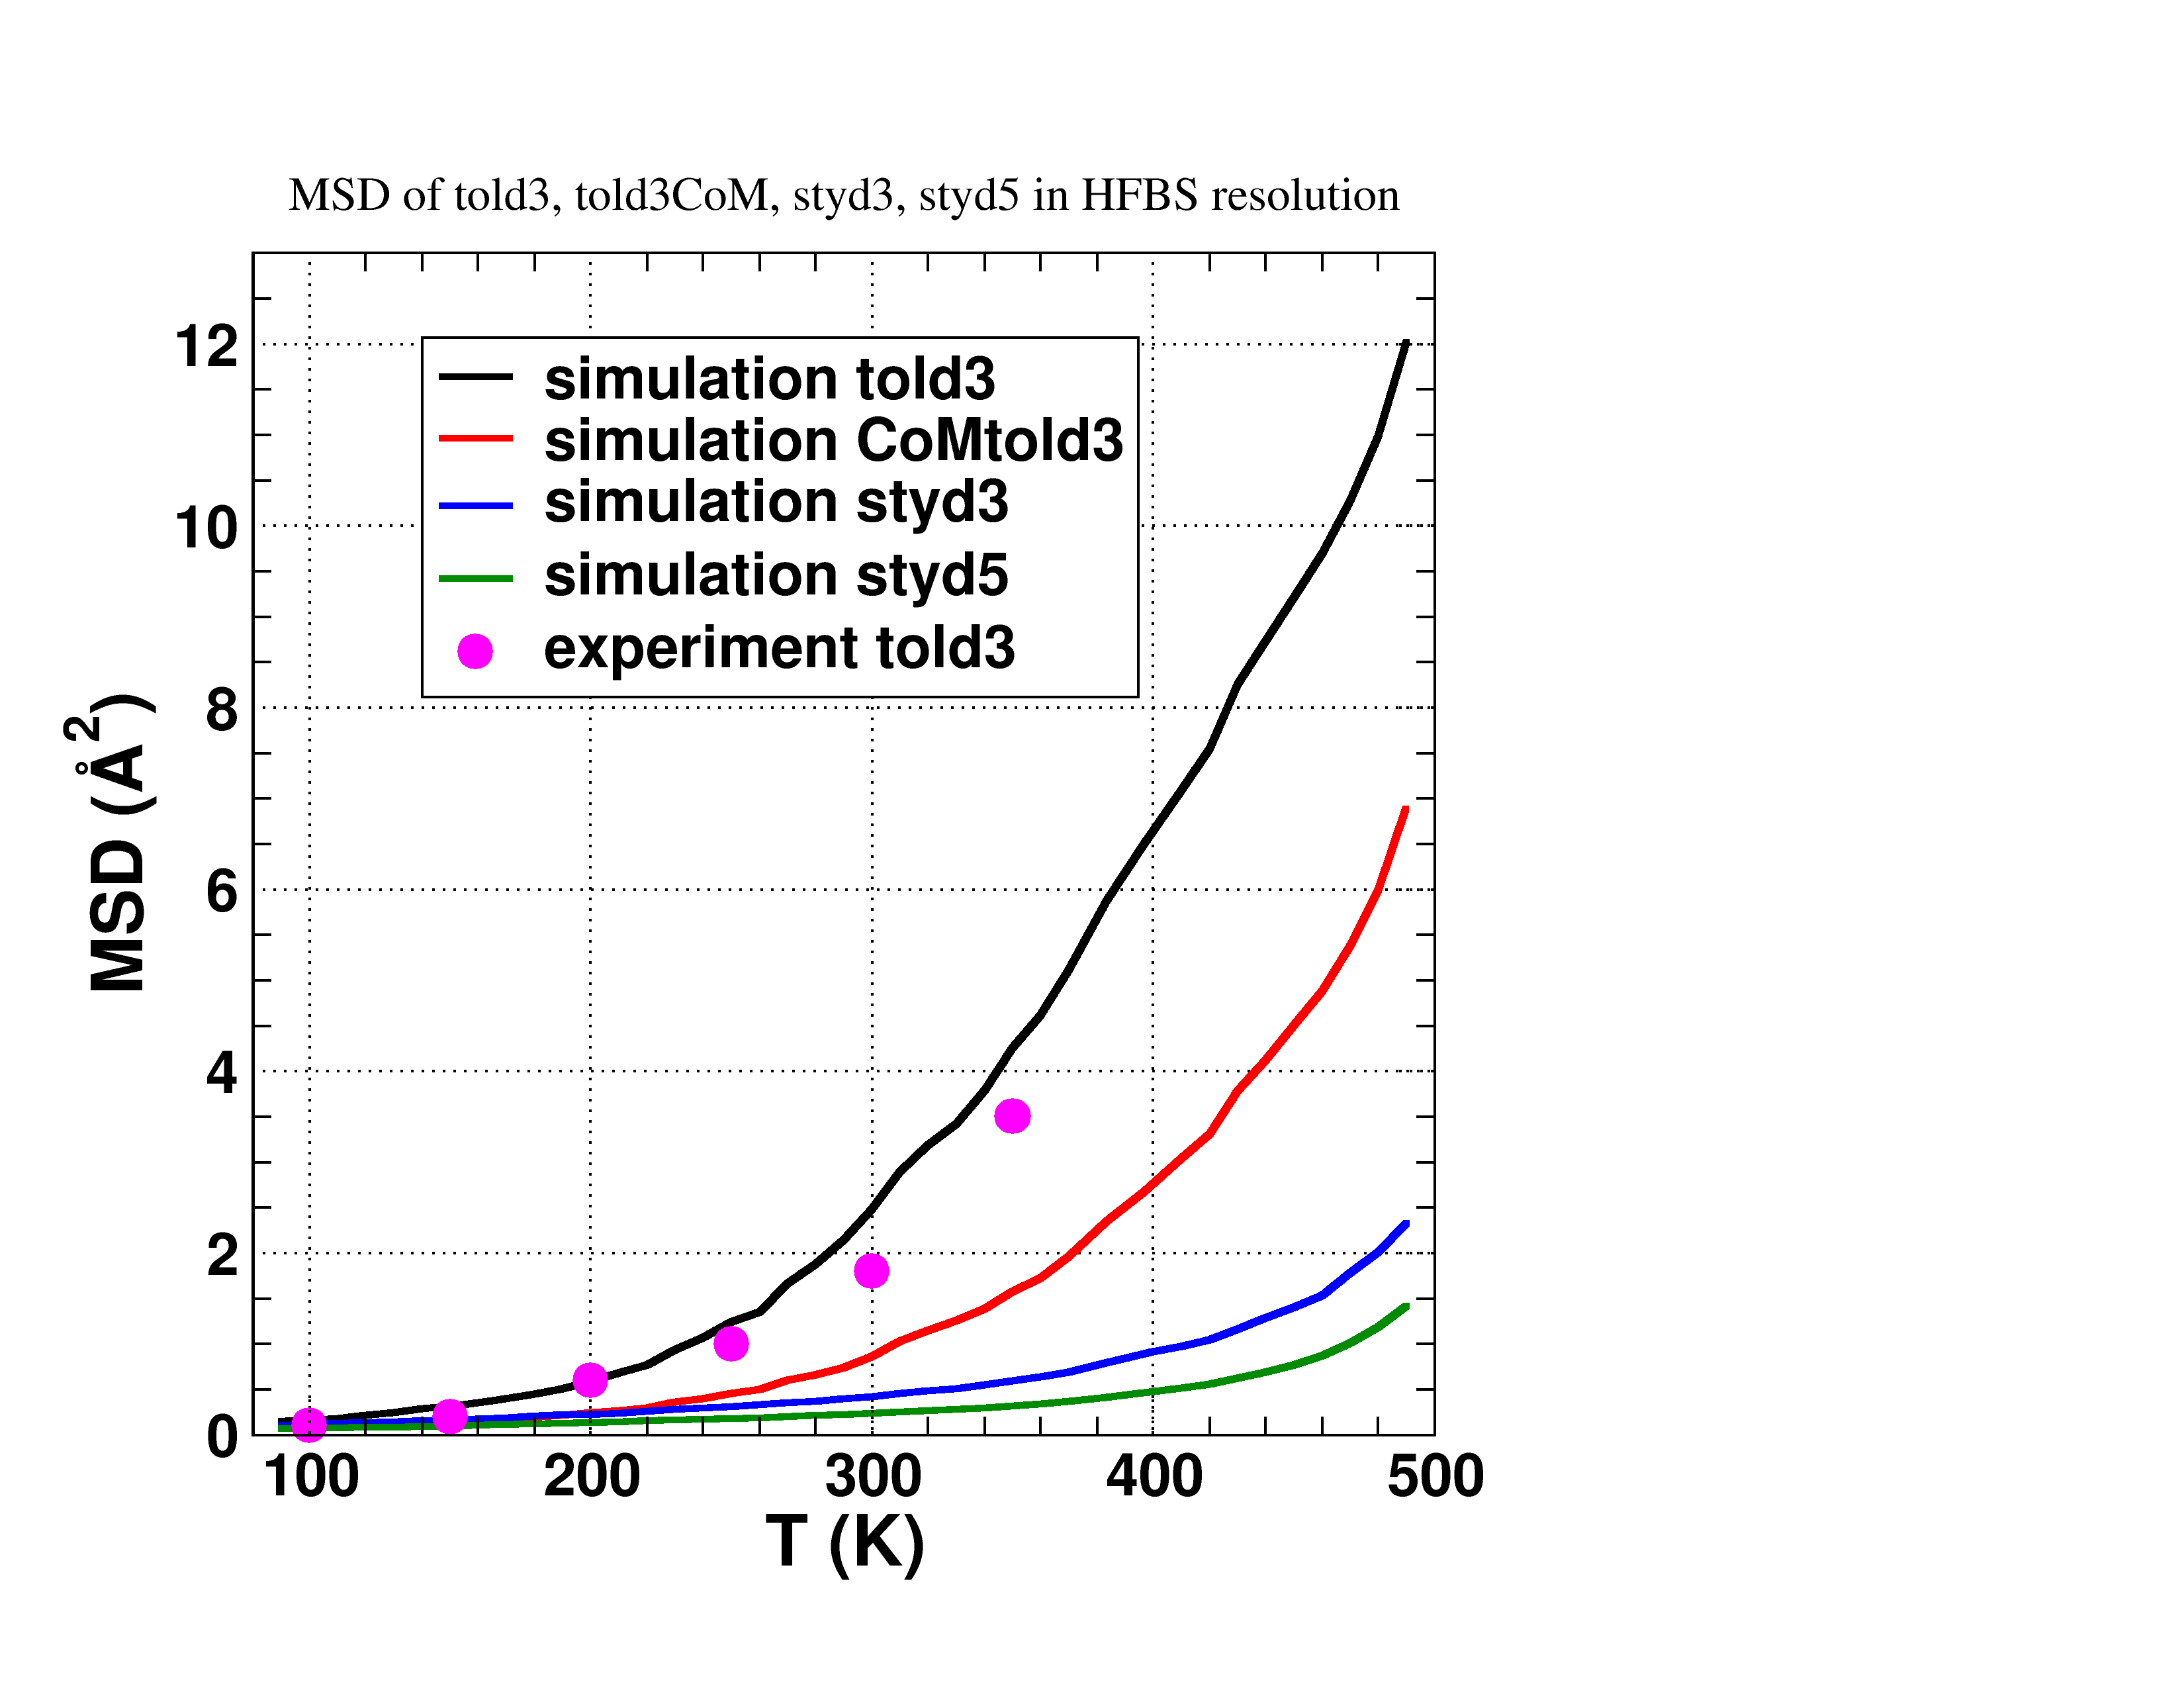 MSD of told3, told3CoM, styd3, styd5 in HFBS resolution
12
10
8
6
4
2
0
MSD (Å²)
simulation told3
simulation CoMtold3
simulation styd3
simulation styd5
experiment told3
100 200 300 400 500
T (K)